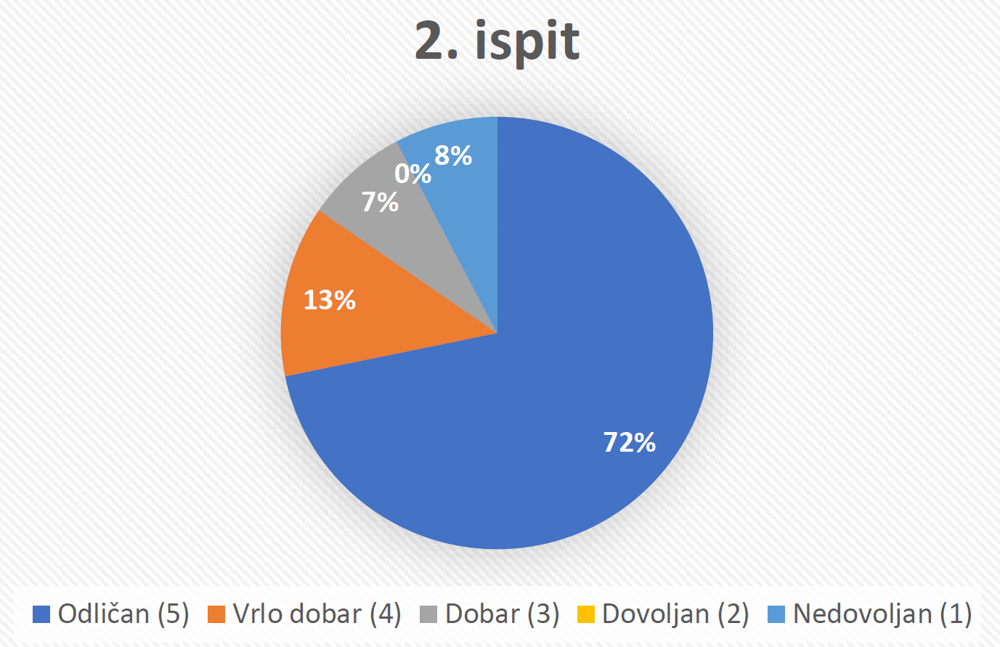 2. ispit
8%
0%
7%
13%
72%
Odličan (5) Vrlo dobar (4) Dobar (3) Dovoljan (2) Nedovoljan (1)